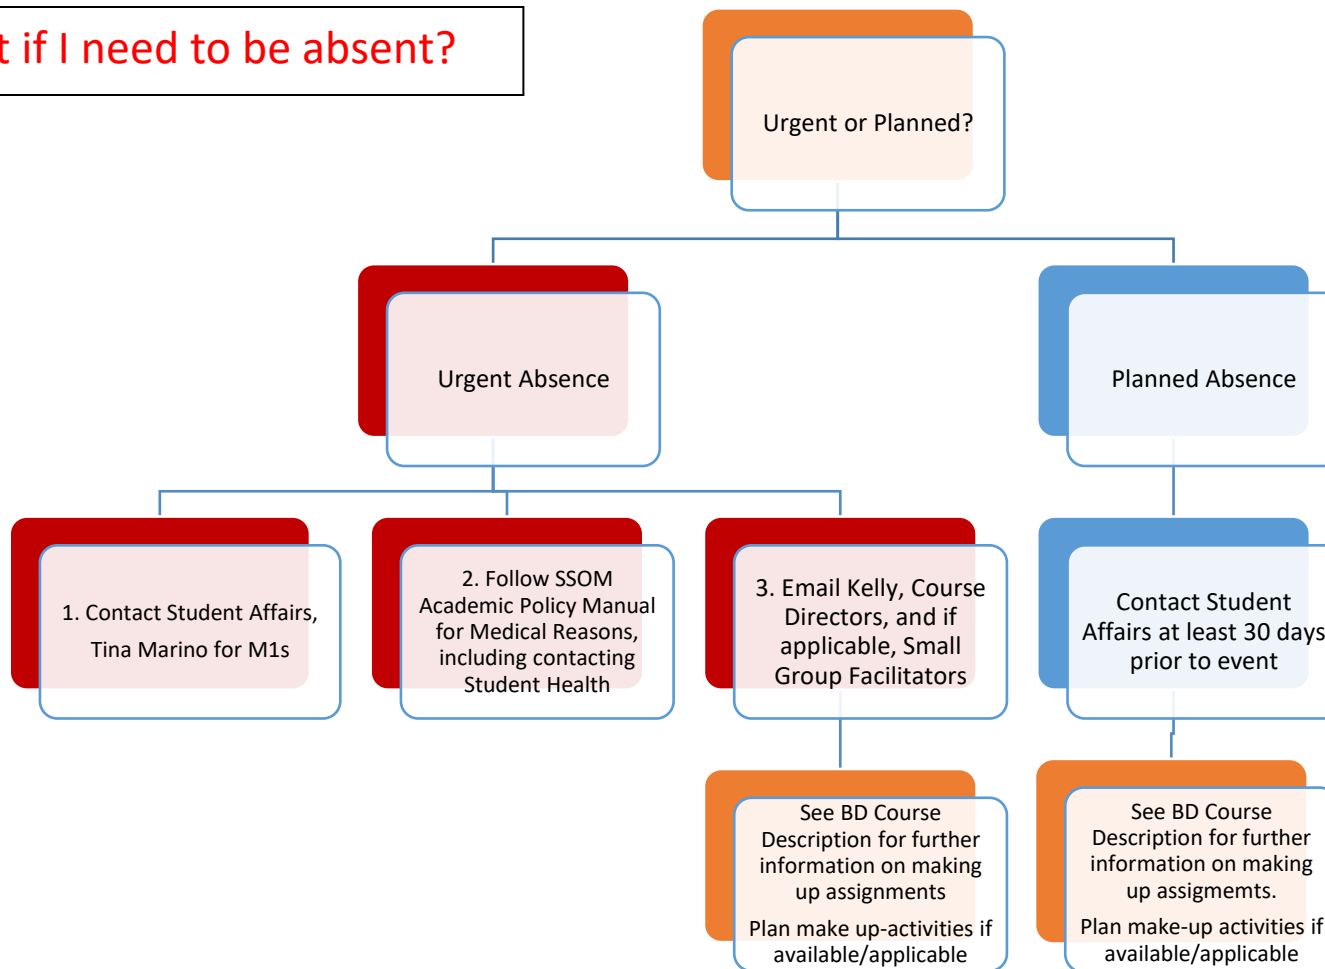 t if I need to be absent?
Urgent or Planned?
Urgent Absence
Planned Absence
1. Contact Student Affairs,
Tina Marino for M1s
2. Follow SSOM
Academic Policy Manual
for Medical Reasons,
including contacting
Student Health
3. Email Kelly, Course
Directors, and if
applicable, Small
Group Facilitators
Contact Student
Affairs at least 30 days
prior to event
See BD Course
Description for further
information on making
up assignments
Plan make up-activities if
available/applicable
See BD Course
Description for further
information on making
up assigmemts.
Plan make-up activities if
available/applicable